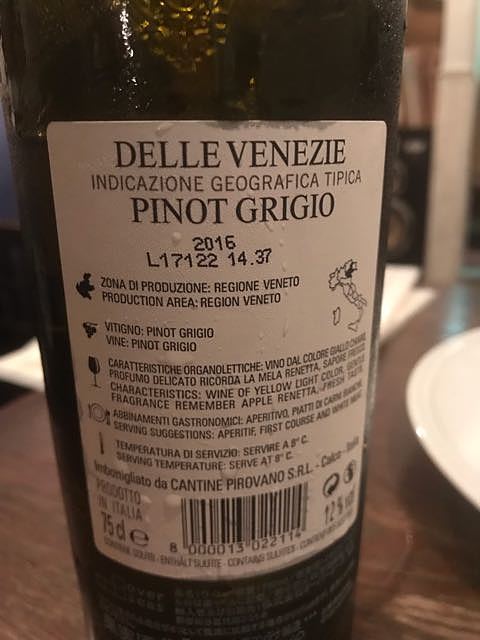 DELLE VENEZIE
INDICAZIONE GEOGRAFICA TIPICA
PINOT GRIGIO
2016
L17122 14.37
ZONA DI PRODUZIONE: REGIONE VENETO
PRODUCTION AREA: REGION VENETO
VITIGNO: PINOT GRIGIO
VINE: PINOT GRIGIO
CARATTERISTICHE ORGANOLETTICHE: VINO DAL COLORE GIALLO CHIARO,
PROFUMO DELICATO RICORDA LA MELA RENETTA, SAPORE FRESCO.
CHARACTERISTICS: WINE OF YELLOW LIGHT COLOR, GENTLE
FRAGRANCE REMEMBER APPLE RENETTA, FRESH TASTE.
ABBINAMENTI GASTRONOMICI: APERITIVO, PIATTI DI CARNI BIANCHE.
SERVING SUGGESTIONS: APERITIF, FIRST COURSE AND WHITE MEAT.
TEMPERATURA DI SERVIZIO: SERVIRE A 8° C.
SERVING TEMPERATURE: SERVE AT 8° C.
Imbottigliato da CANTINE PIROVANO S.R.L. - Calco - Italia
PRODOTTO
IN ITALIA
75 cl e
12% vol
8 000013 022114
CONTIENE SOLFITI - ENTHÄLT SULFITE - CONTAINS SULFITES